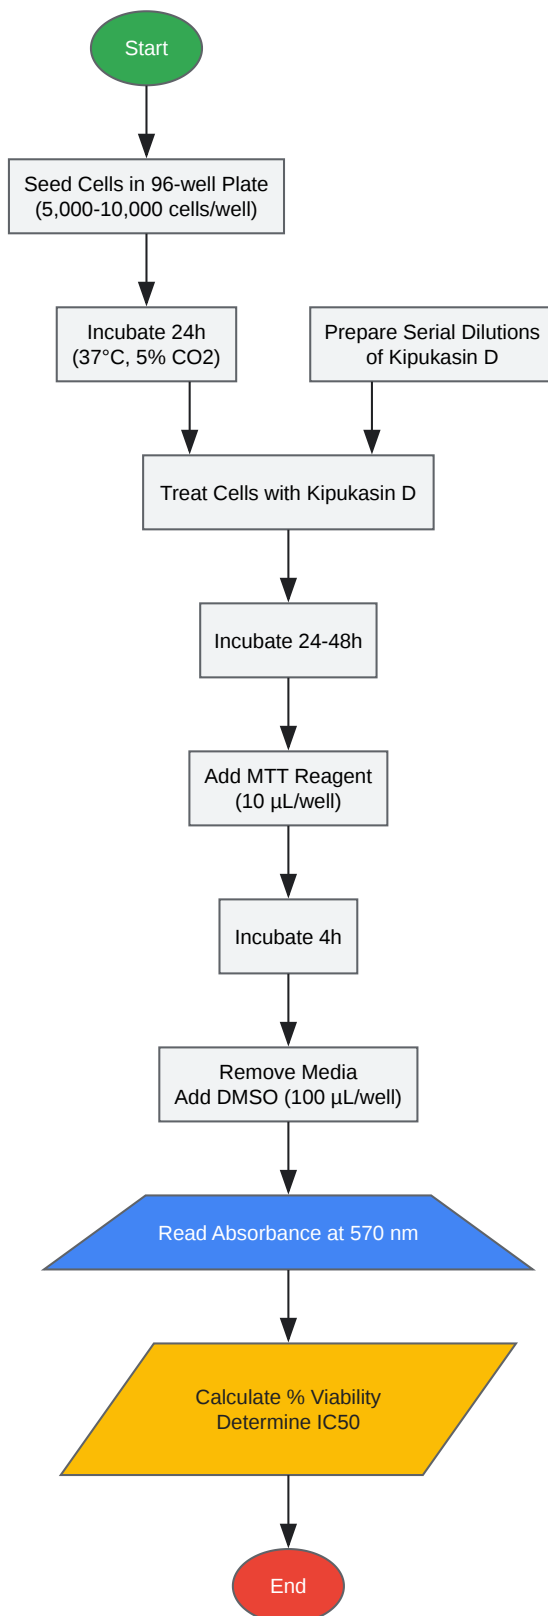 Start
Seed Cells in 96-well Plate
(5,000-10,000 cells/well)
Incubate 24h
(37°C, 5% CO2)
Prepare Serial Dilutions
of Kipukasin D
Treat Cells with Kipukasin D
Incubate 24-48h
Add MTT Reagent
(10 µL/well)
Incubate 4h
Remove Media
Add DMSO (100 µL/well)
Read Absorbance at 570 nm
Calculate % Viability
Determine IC50
End